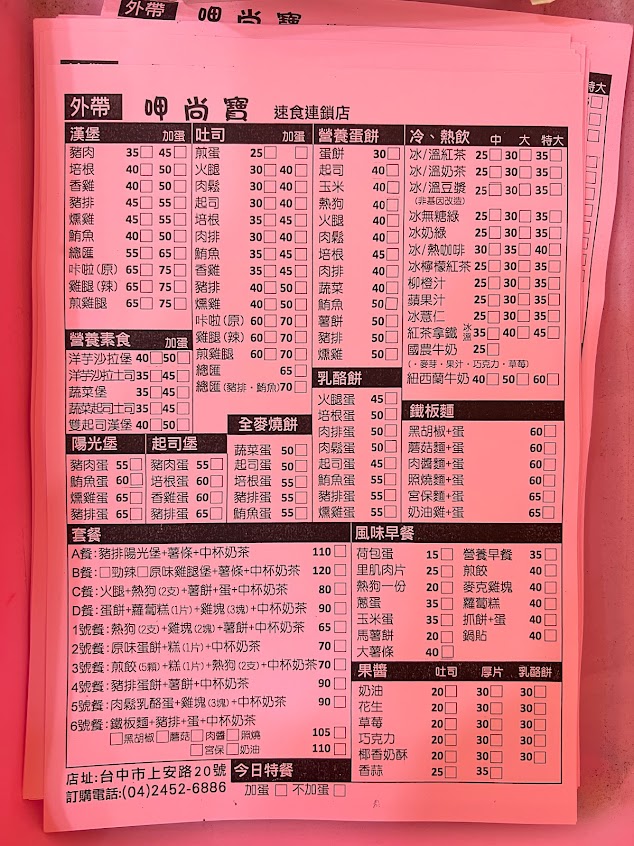 外帶 呷尚寶
特大
外帶 呷尚寶 速食連鎖店
漢堡 加蛋
豬肉 35□ 45□
培根 40□ 50□
香雞 40□ 50□
豬排 45□ 55□
燻雞 45□ 55□
鮪魚 40□ 50□
總匯 55□ 65□
咔啦(原) 65□ 75□
雞腿(辣) 65□ 75□
煎雞腿 65□ 75□
營養素食 加蛋
洋芋沙拉堡 40□ 50□
洋芋沙拉土司 35□ 45□
蔬菜堡 35□ 45□
蔬菜起司土司 35□ 45□
雙起司漢堡 40□ 50□
吐司 加蛋
煎蛋 25□
火腿 30□ 40□
肉鬆 30□ 40□
起司 30□ 40□
培根 35□ 45□
肉排 30□ 40□
鮪魚 35□ 45□
香雞 35□ 45□
豬排 40□ 50□
燻雞 40□ 50□
咔啦(原) 60□ 70□
雞腿(辣) 60□ 70□
煎雞腿 60□ 70□
總匯 65□
總匯(豬排・鮪魚) 70□
營養蛋餅
蛋餅 30□
起司 40□
玉米 40□
熱狗 40□
火腿 40□
肉鬆 40□
培根 45□
肉排 40□
蔬菜 40□
鮪魚 50□
薯餅 50□
豬排 50□
燻雞 50□
冷、熱飲 中 大 特大
冰/溫紅茶 25□ 30□ 35□
冰/溫奶茶 25□ 30□ 35□
冰/溫豆漿 25□ 30□ 35□
(非基因改造)
冰無糖綠 25□ 30□ 35□
冰奶綠 25□ 30□ 35□
冰/熱咖啡 30□ 35□ 40□
冰檸檬紅茶 25□ 30□ 35□
柳橙汁 25□ 30□ 35□
蘋果汁 25□ 30□ 35□
冰薏仁 25□ 30□ 35□
紅茶拿鐵 冰溫 35□ 40□ 45□
國農牛奶 25□
(・麥芽・果汁・巧克力・草莓)
紐西蘭牛奶 40□ 50□ 60□
陽光堡
豬肉蛋 55□
鮪魚蛋 60□
燻雞蛋 65□
豬排蛋 65□
起司堡
豬肉蛋 55□
培根蛋 60□
香雞蛋 60□
豬排蛋 65□
全麥燒餅
蔬菜蛋 50□
起司蛋 50□
培根蛋 55□
豬排蛋 55□
鮪魚蛋 55□
乳酪餅
火腿蛋 45□
培根蛋 50□
肉排蛋 50□
肉鬆蛋 50□
起司蛋 45□
鮪魚蛋 55□
豬排蛋 55□
燻雞蛋 55□
鐵板麵
黑胡椒+蛋 60□
蘑菇麵+蛋 60□
肉醬麵+蛋 60□
照燒麵+蛋 60□
宮保麵+蛋 65□
奶油雞+蛋 65□
套餐
A餐:豬排陽光堡+薯條+中杯奶茶 110□
B餐:□勁辣□原味雞腿堡+薯條+中杯奶茶 120□
C餐:火腿+熱狗(2支)+薯餅+蛋+中杯奶茶 80□
D餐:蛋餅+蘿蔔糕(1片)+雞塊(3塊)+中杯奶茶 90□
1號餐:熱狗(2支)+雞塊(2塊)+薯餅+中杯奶茶 65□
2號餐:原味蛋餅+糕(1片)+中杯奶茶 70□
3號餐:煎餃(5顆)+糕(1片)+熱狗(2支)+中杯奶茶 70□
4號餐:豬排蛋餅+薯餅+中杯奶茶 90□
5號餐:肉鬆乳酪蛋+雞塊(3塊)+中杯奶茶 90□
6號餐:鐵板麵+豬排+蛋+中杯奶茶
□黑胡椒□蘑菇□肉醬□照燒 105□
□宮保□奶油 110□
風味早餐
荷包蛋 15□ 營養早餐 35□
里肌肉片 25□ 煎餃 40□
熱狗一份 20□ 麥克雞塊 40□
蔥蛋 35□ 蘿蔔糕 40□
玉米蛋 35□ 抓餅+蛋 40□
馬薯餅 20□ 鍋貼 40□
大薯條 40□
果醬 吐司 厚片 乳酪餅
奶油 20□ 30□ 30□
花生 20□ 30□ 30□
草莓 20□ 30□ 30□
巧克力 20□ 30□ 30□
椰香奶酥 20□ 30□ 30□
香蒜 25□ 35□
店址:台中市上安路20號
訂購電話:(04)2452-6886
今日特餐
加蛋□ 不加蛋□